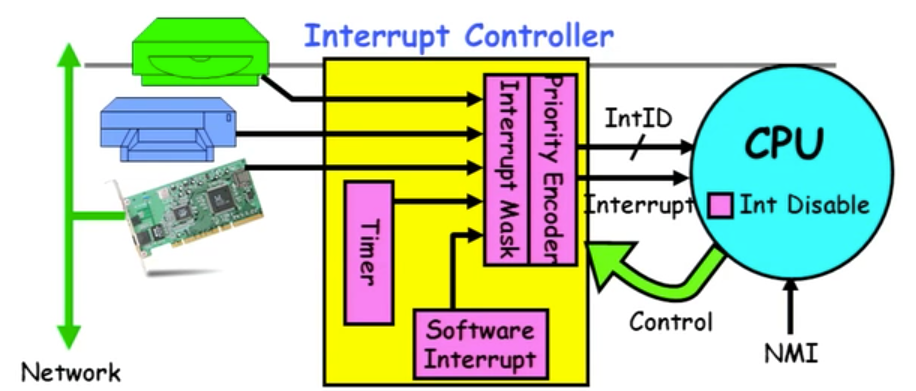 Interrupt Controller
Interrupt Mask
Priority Encoder
IntID
Interrupt
CPU
Int Disable
Timer
Software
Interrupt
Control
NMI
Network